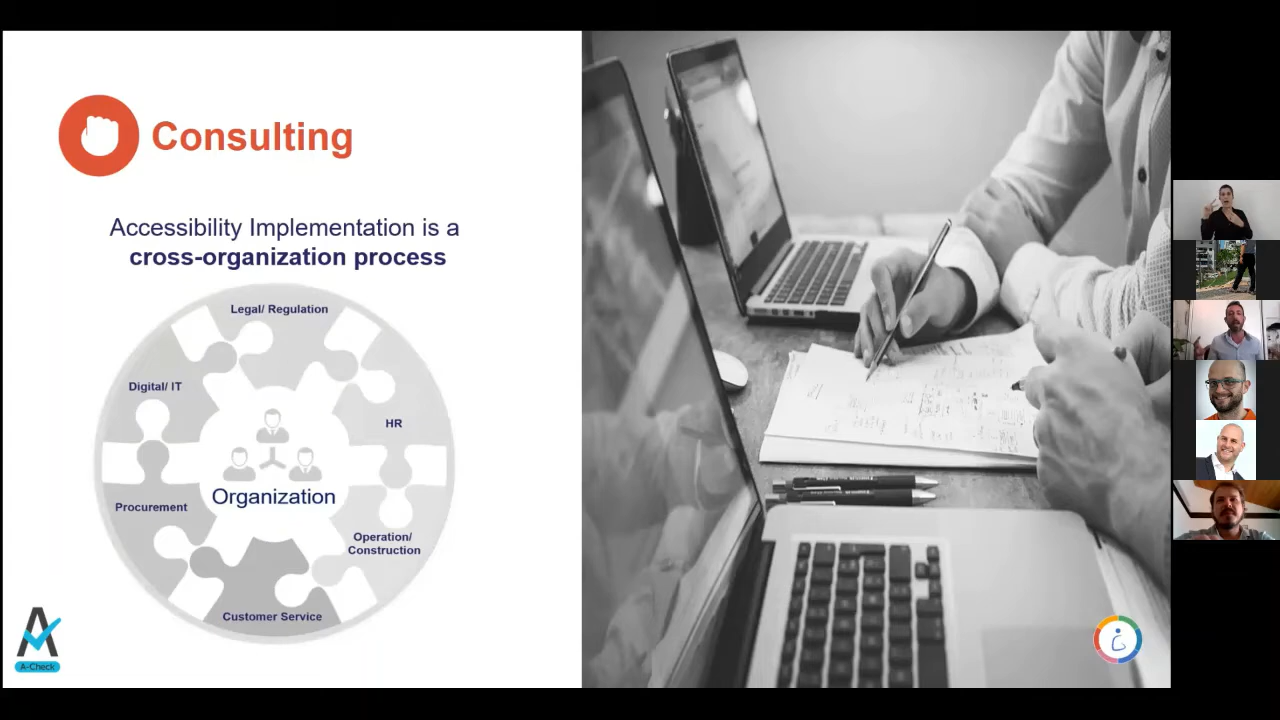 Consulting
Accessibility Implementation is a
cross-organization process
Legal/ Regulation
Digital/ IT
HR
Organization
Procurement
Operation/
Construction
Customer Service
A-Check